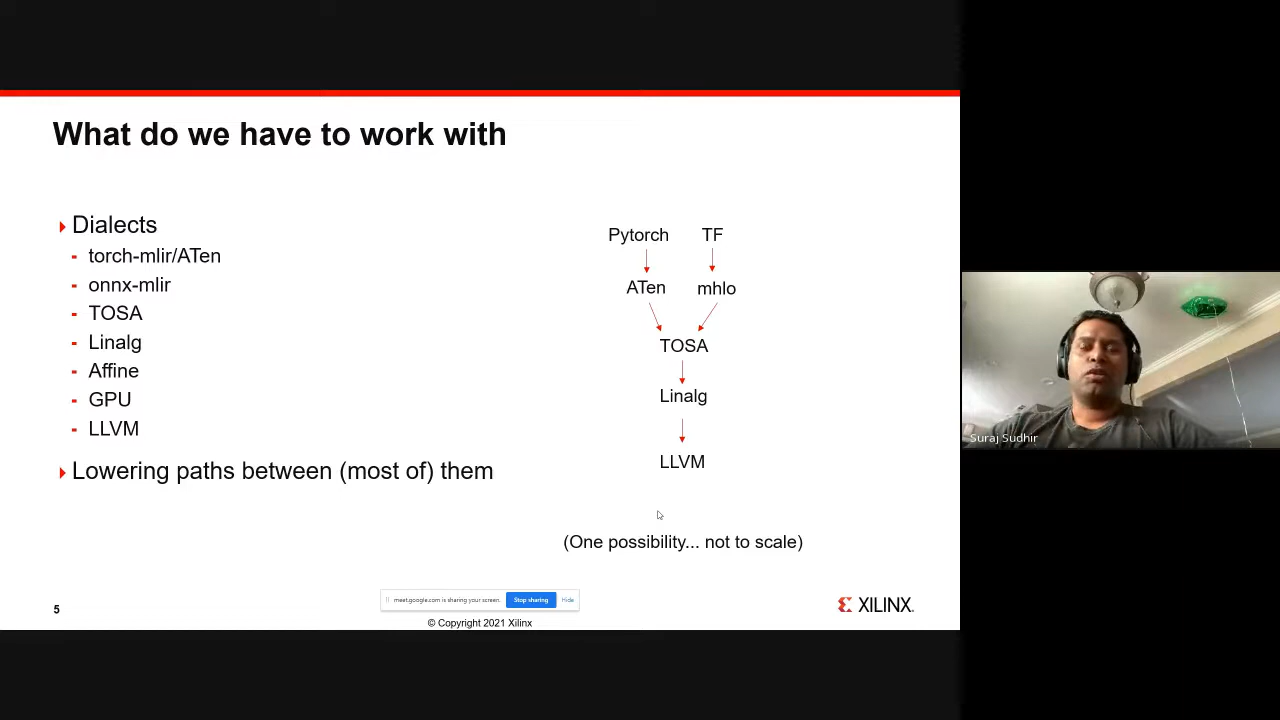 What do we have to work with
Dialects
- torch-mlir/ATen
- onnx-mlir
- TOSA
- Linalg
- Affine
- GPU
- LLVM
Lowering paths between (most of) them
Pytorch TF
ATen mhlo
TOSA
Linalg
LLVM
(One possibility... not to scale)
Suraj Sudhir
meet.google.com is sharing your screen. Stop sharing Hide
5
© Copyright 2021 Xilinx
XILINX.